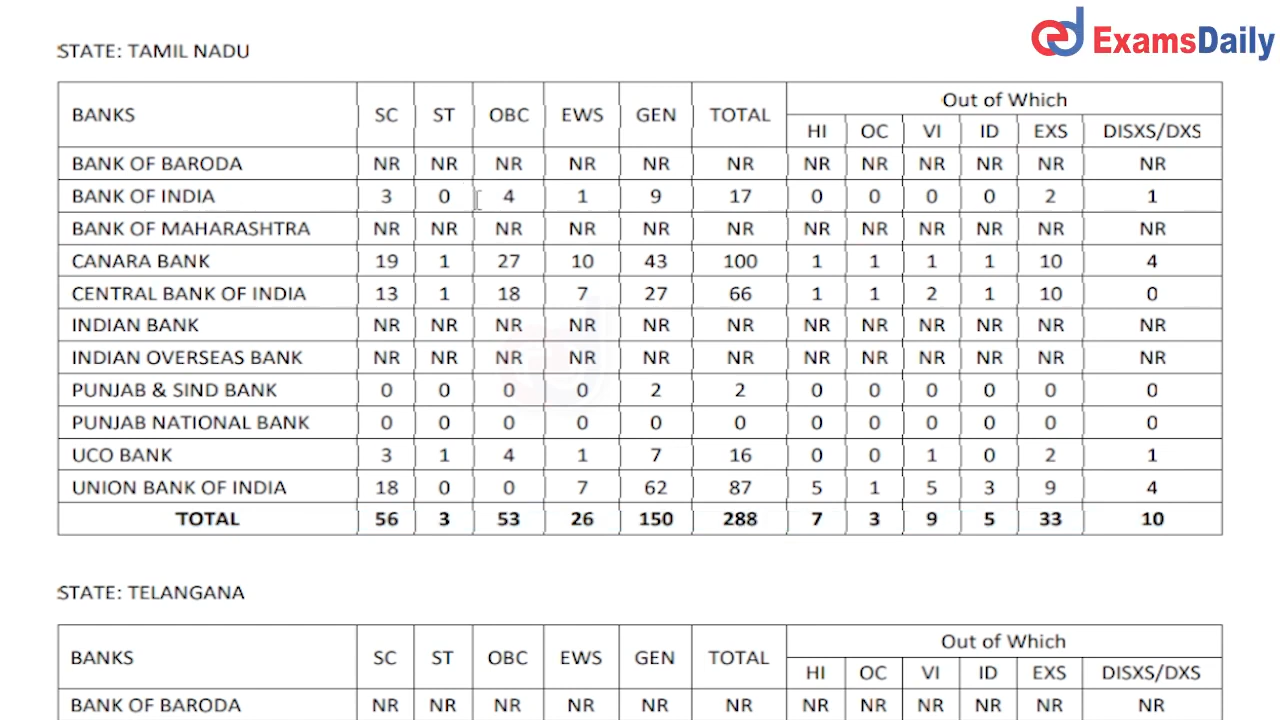 ed ExamsDaily
STATE: TAMIL NADU
BANKS SC ST OBC EWS GEN TOTAL Out of Which
HI OC VI ID EXS DISXS/DXS
BANK OF BARODA NR NR NR NR NR NR NR NR NR NR NR NR
BANK OF INDIA 3 0 4 1 9 17 0 0 0 0 2 1
BANK OF MAHARASHTRA NR NR NR NR NR NR NR NR NR NR NR NR
CANARA BANK 19 1 27 10 43 100 1 1 1 1 10 4
CENTRAL BANK OF INDIA 13 1 18 7 27 66 1 1 2 1 10 0
INDIAN BANK NR NR NR NR NR NR NR NR NR NR NR NR
INDIAN OVERSEAS BANK NR NR NR NR NR NR NR NR NR NR NR NR
PUNJAB & SIND BANK 0 0 0 0 2 2 0 0 0 0 0 0
PUNJAB NATIONAL BANK 0 0 0 0 0 0 0 0 0 0 0 0
UCO BANK 3 1 4 1 7 16 0 0 1 0 2 1
UNION BANK OF INDIA 18 0 0 7 62 87 5 1 5 3 9 4
TOTAL 56 3 53 26 150 288 7 3 9 5 33 10
STATE: TELANGANA
BANKS SC ST OBC EWS GEN TOTAL Out of Which
HI OC VI ID EXS DISXS/DXS
BANK OF BARODA NR NR NR NR NR NR NR NR NR NR NR NR